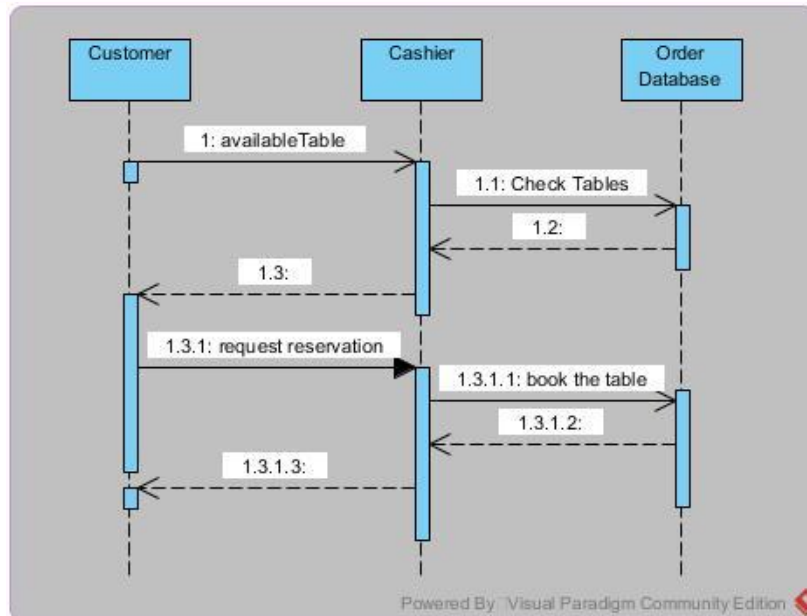 Customer
Cashier
Order
Database
1: availableTable
1.1: Check Tables
1.2:
1.3:
1.3.1: request reservation
1.3.1.1: book the table
1.3.1.2:
1.3.1.3:
Powered By Visual Paradigm Community Edition